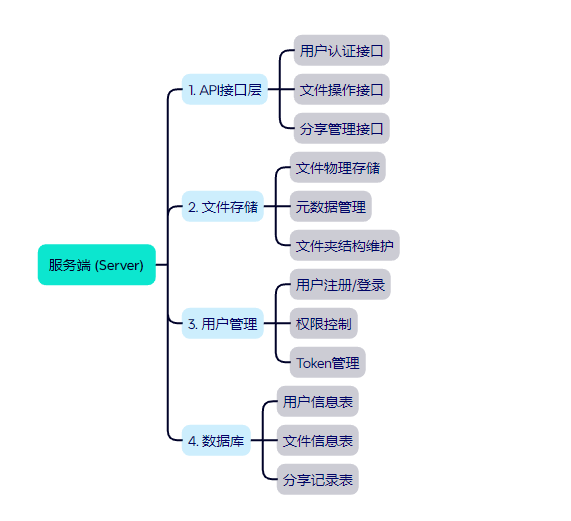 服务端 (Server)
1. API接口层
用户认证接口
文件操作接口
分享管理接口
2. 文件存储
文件物理存储
元数据管理
文件夹结构维护
3. 用户管理
用户注册/登录
权限控制
Token管理
4. 数据库
用户信息表
文件信息表
分享记录表